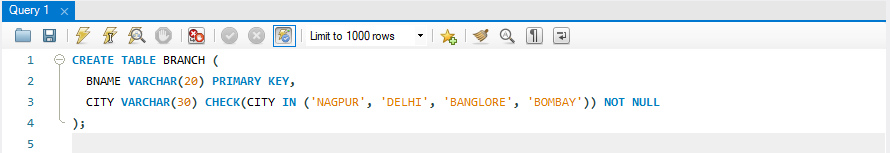 Query 1
Limit to 1000 rows
1 CREATE TABLE BRANCH (
2 BNAME VARCHAR(20) PRIMARY KEY,
3 CITY VARCHAR(30) CHECK(CITY IN ('NAGPUR', 'DELHI', 'BANGLORE', 'BOMBAY')) NOT NULL
4 );
5